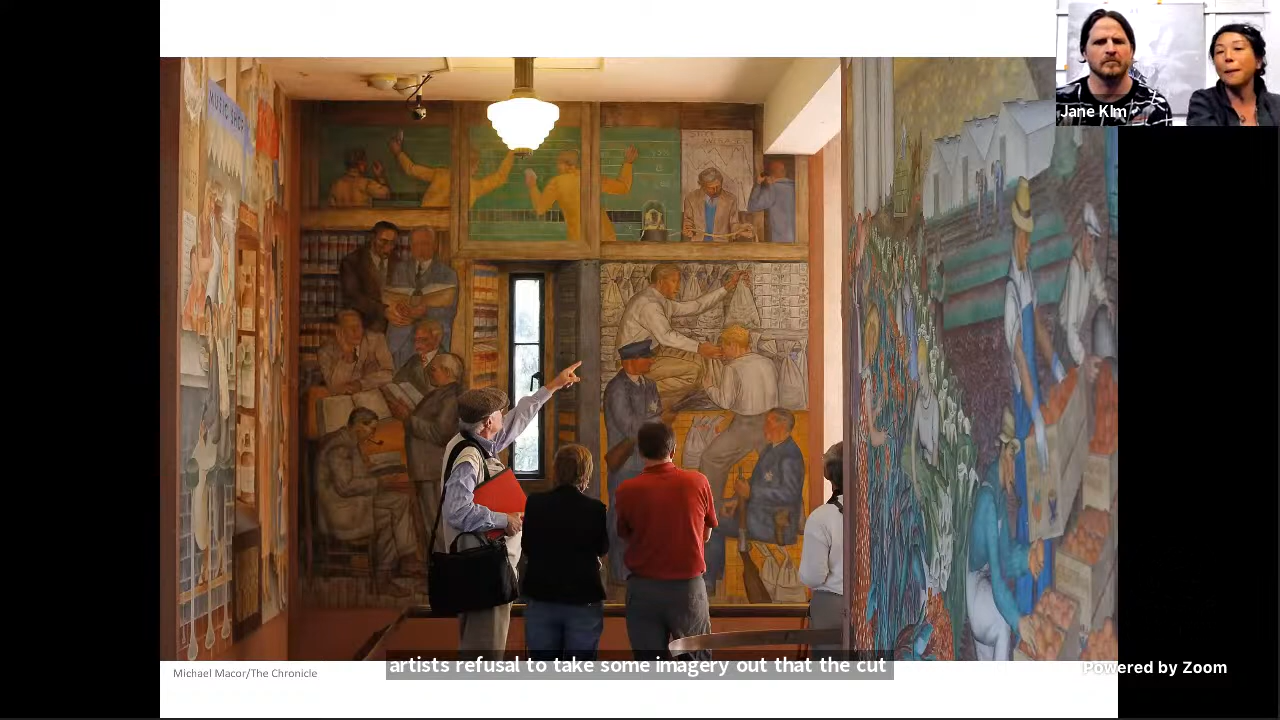 Jane KIm
MUSIC SHOP
artists refusal to take some imagery out that the cut
Michael Macor/The Chronicle
Powered by Zoom